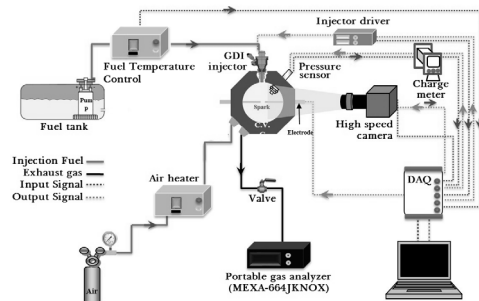 Injector driver
GDI
injector
Pressure
sensor
Fuel Temperature
Control
Charge
meter
Pum
p
Fuel tank
Spark
C.V.
Electrode
High speed
camera
Injection Fuel
Exhaust gas
Input Signal
Output Signal
Air heater
DAQ
Valve
Portable gas analyzer
(MEXA-664JKNOX)
Air